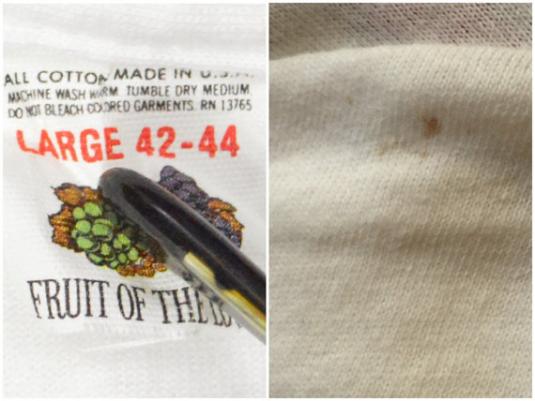 ALL COTTON MADE IN U.S.A.
MACHINE WASH WARM TUMBLE DRY MEDIUM
DO NOT BLEACH COLORED GARMENTS. RN 13765
LARGE 42-44
FRUIT OF THE